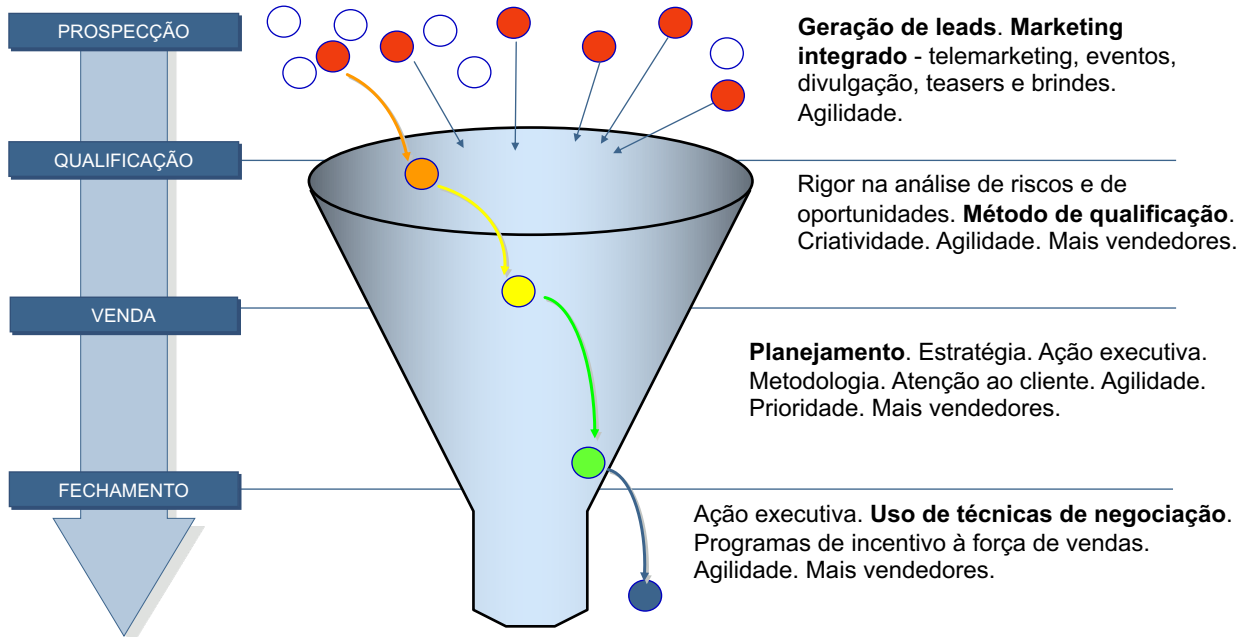 PROSPECÇÃO
Geração de leads. Marketing
integrado - telemarketing, eventos,
divulgação, teasers e brindes.
Agilidade.
QUALIFICAÇÃO
Rigor na análise de riscos e de
oportunidades. Método de qualificação.
Criatividade. Agilidade. Mais vendedores.
VENDA
Planejamento. Estratégia. Ação executiva.
Metodologia. Atenção ao cliente. Agilidade.
Prioridade. Mais vendedores.
FECHAMENTO
Ação executiva. Uso de técnicas de negociação.
Programas de incentivo à força de vendas.
Agilidade. Mais vendedores.